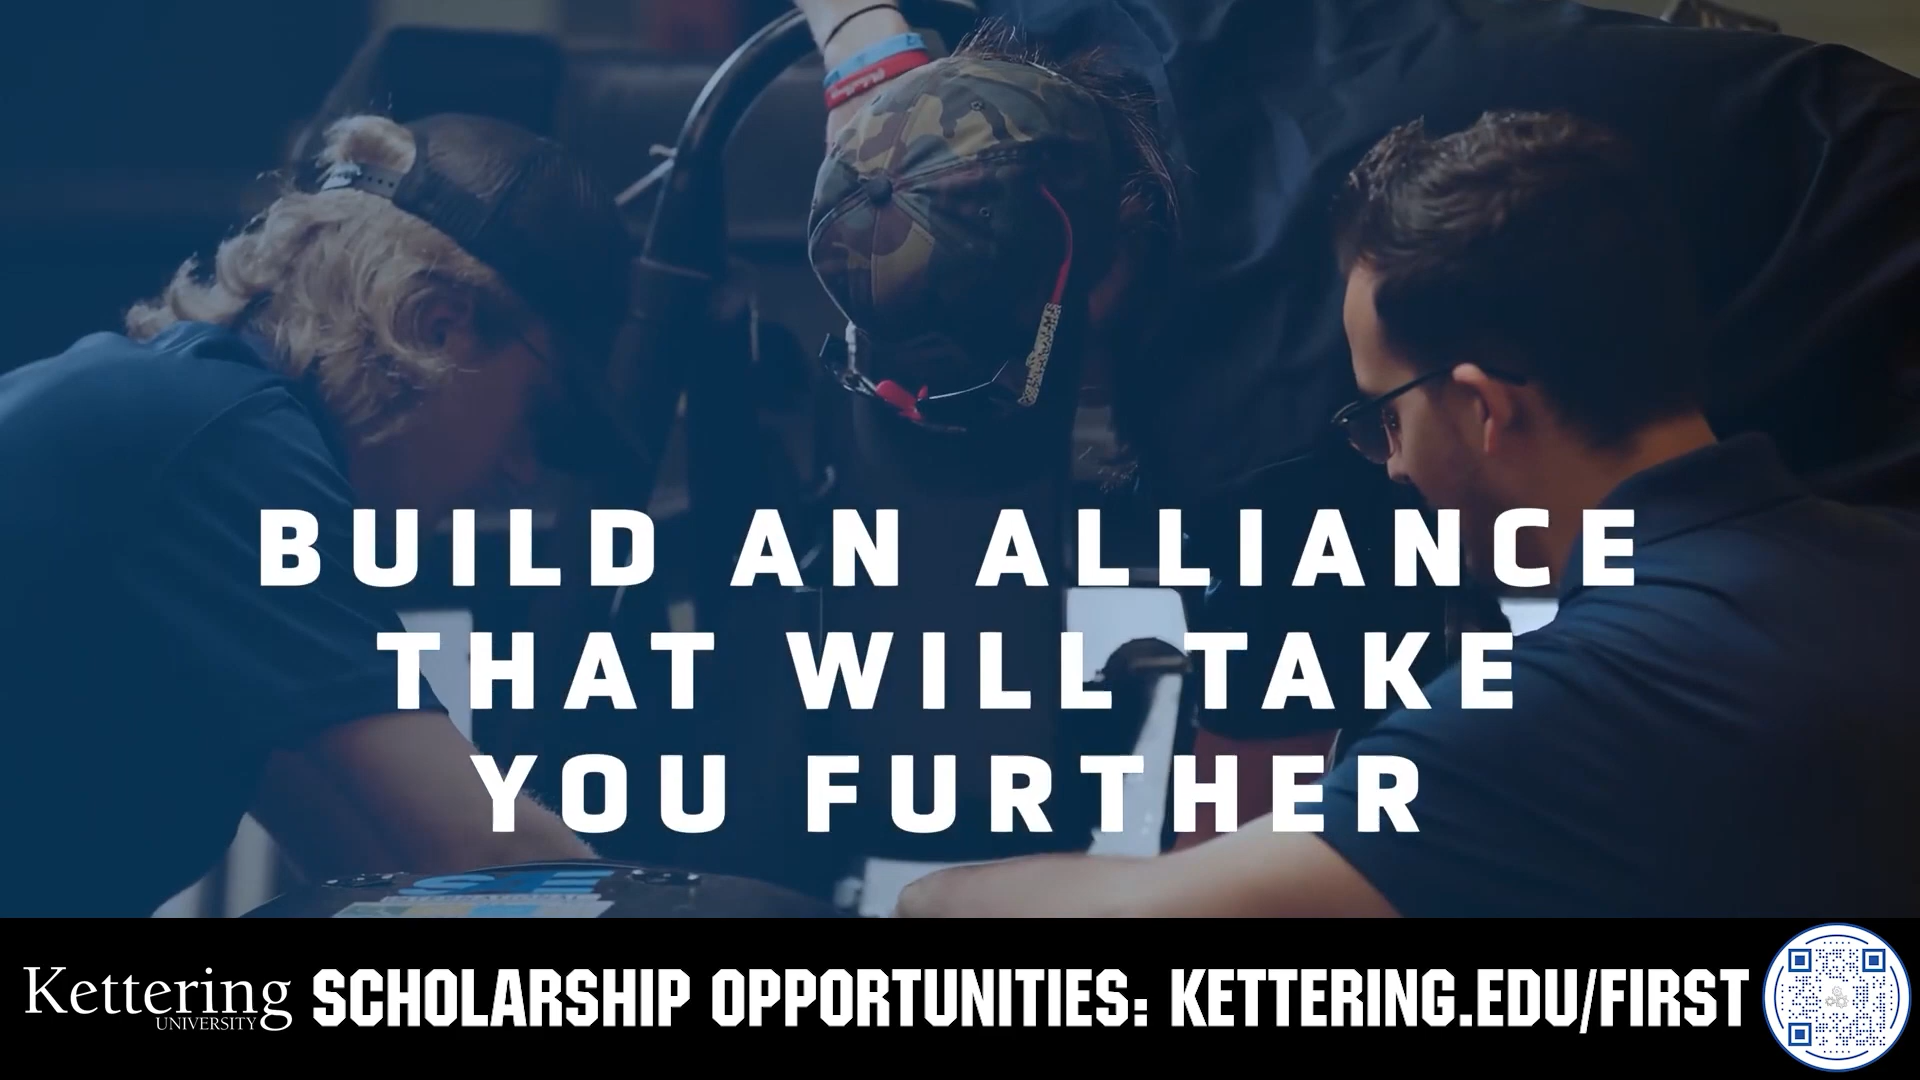 BUILD AN ALLIANCE
THAT WILL TAKE
YOU FURTHER
Kettering
UNIVERSITY
SCHOLARSHIP OPPORTUNITIES: KETTERING.EDU/FIRST